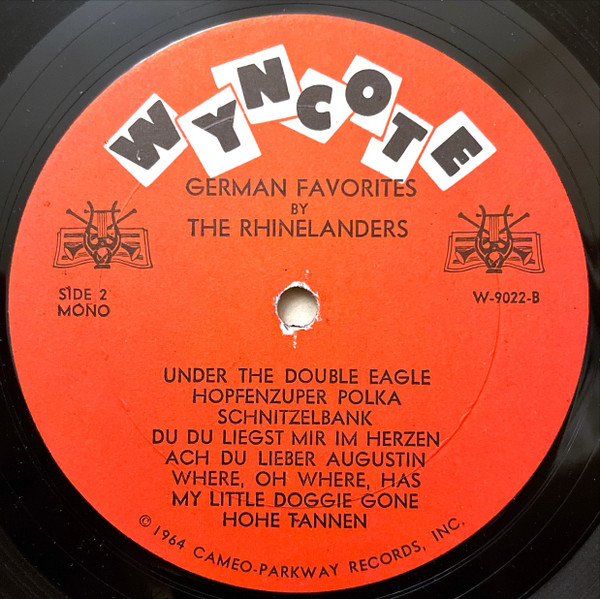 WYNCOTE
GERMAN FAVORITES
BY
THE RHINELANDERS
SIDE 2
MONO
W-9022-B
UNDER THE DOUBLE EAGLE
HOPFENZUPER POLKA
SCHNITZELBANK
DU DU LIEGST MIR IM HERZEN
ACH DU LIEBER AUGUSTIN
WHERE, OH WHERE, HAS
MY LITTLE DOGGIE GONE
HOHE TANNEN
© 1964 CAMEO-PARKWAY RECORDS, INC.